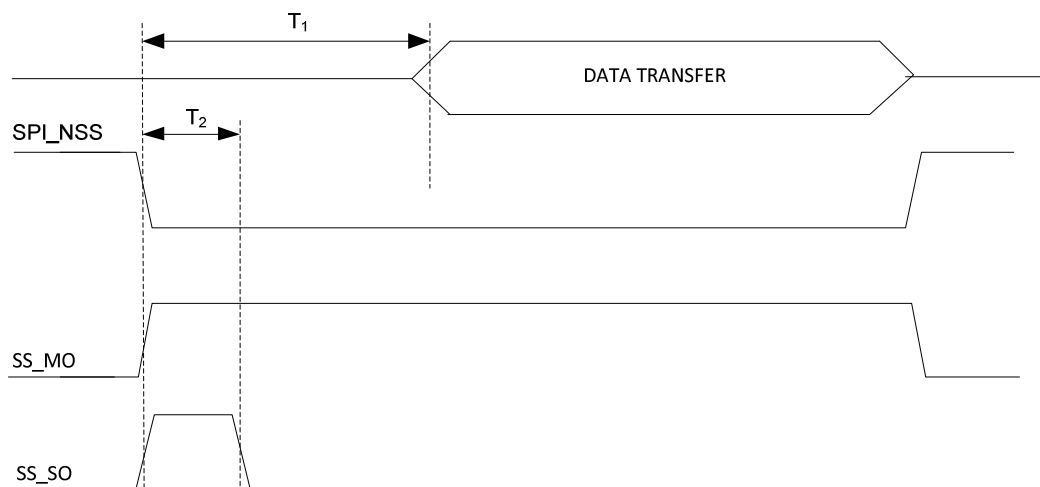 T₁
DATA TRANSFER
T₂
SPI_NSS
SS_MO
SS_SO